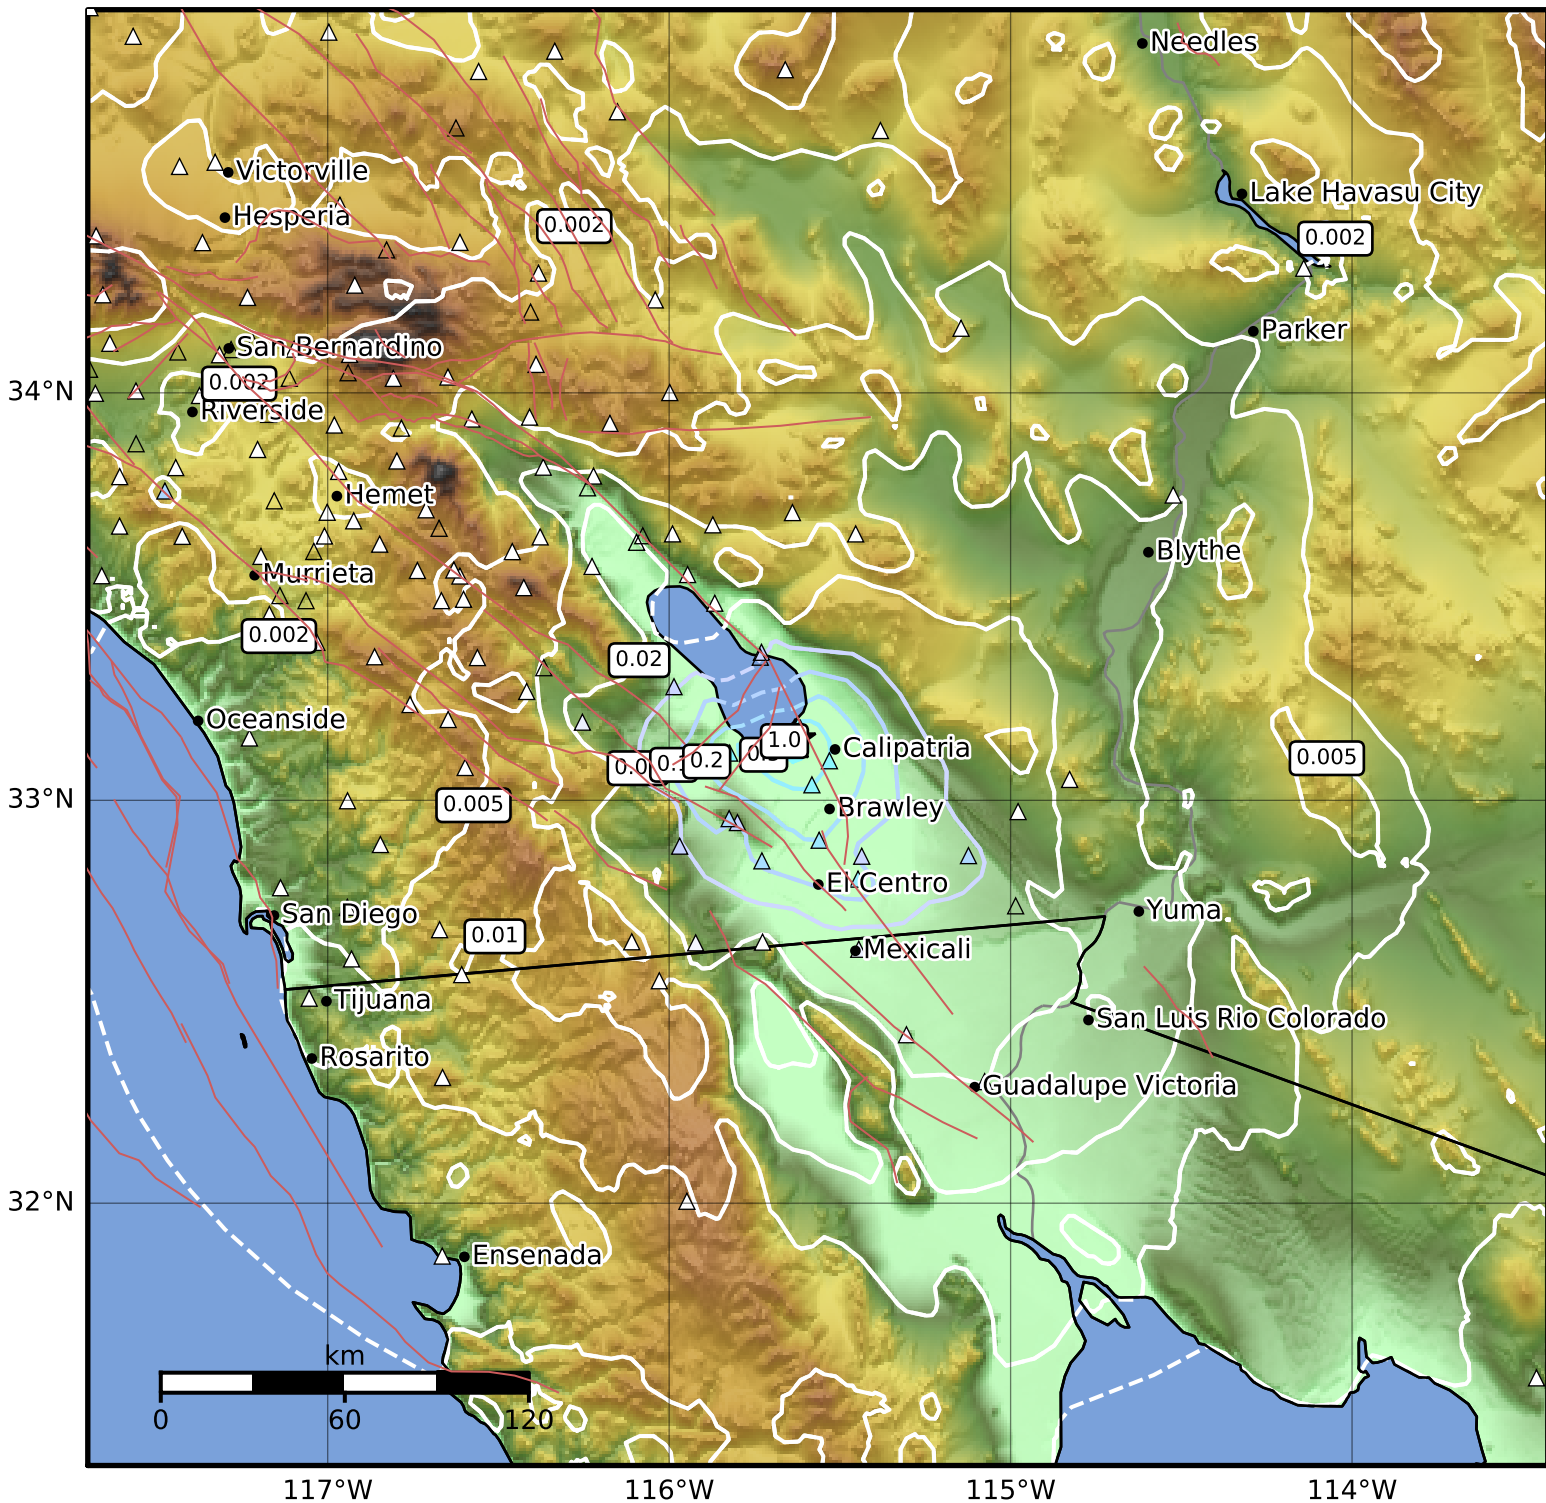 Needles
Victorville
Lake Havasu City
Hesperia
0.002
0.002
Parker
San Bernardino
34°N
0.002
Riverside
Hemet
Blythe
Murrieta
0.002
0.02
Oceanside
1.0
Calipatria
0.2
0.005
33°N
0.005
Brawley
El Centro
San Diego
Yuma
0.01
Mexicali
Tijuana
San Luis Rio Colorado
Rosarito
Guadalupe Victoria
32°N
Ensenada
km
0 60 120
117°W 116°W 115°W 114°W